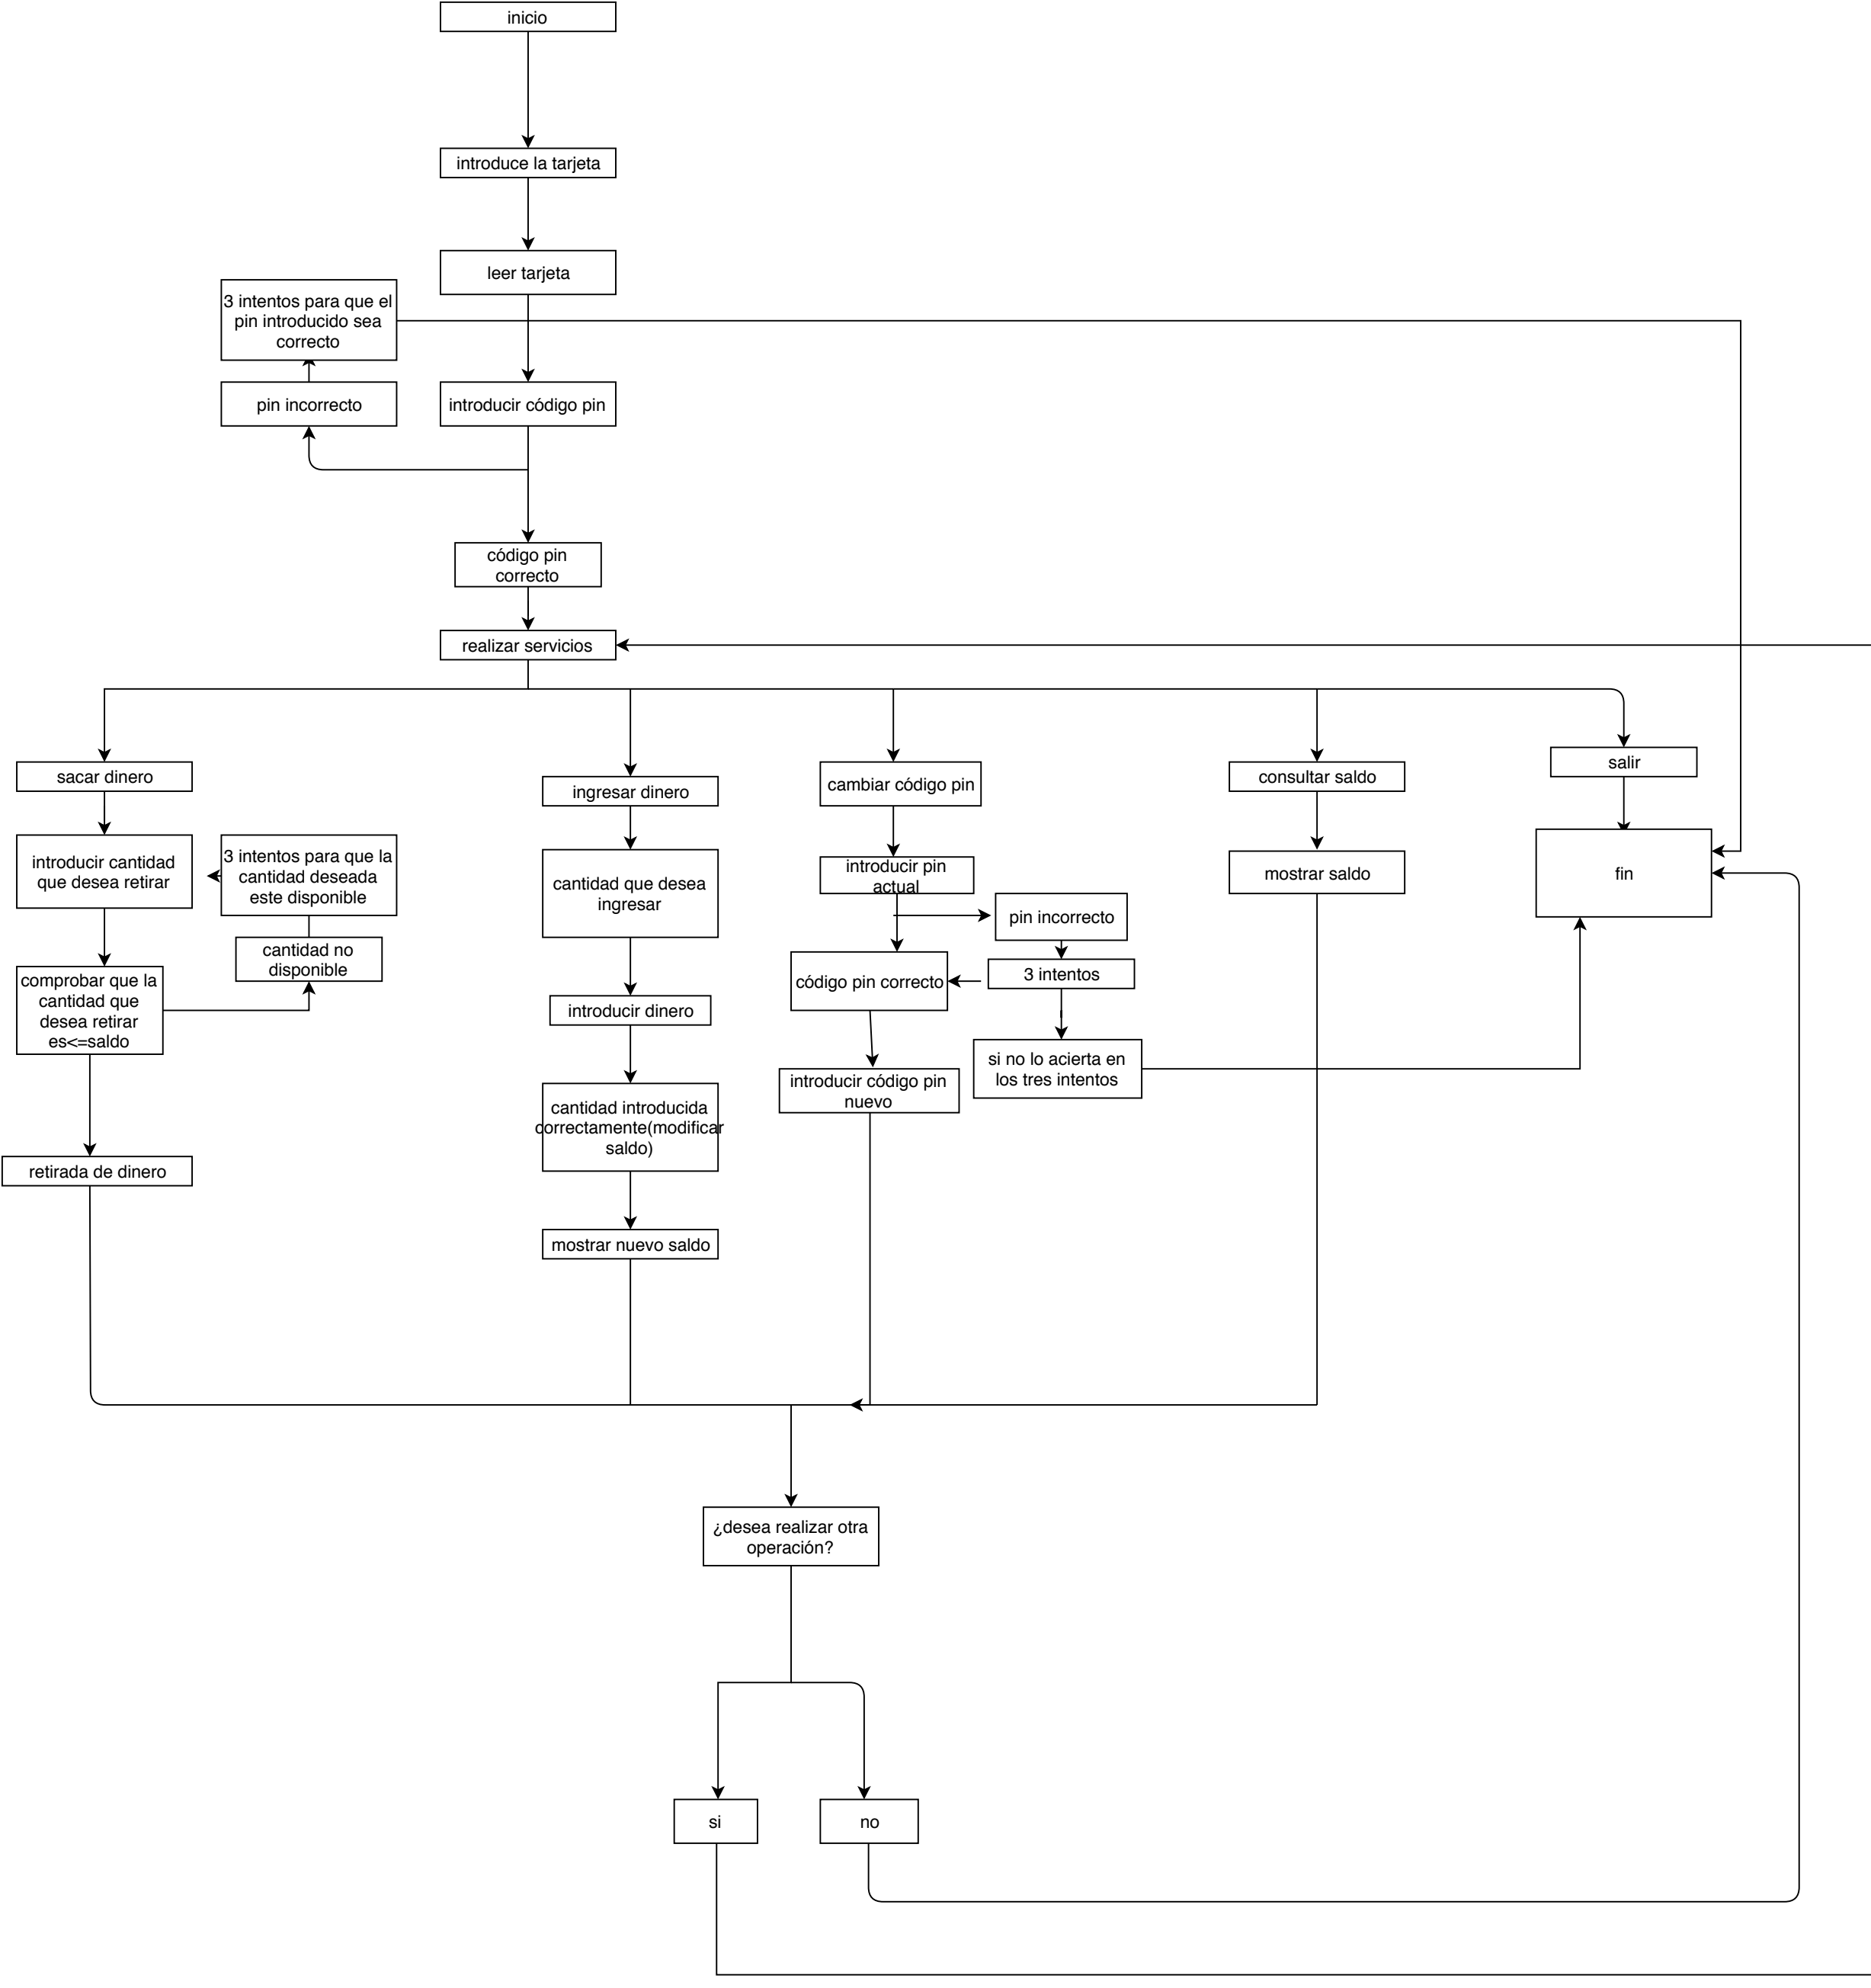 inicio
introduce la tarjeta
leer tarjeta
3 intentos para que el
pin introducido sea
correcto
pin incorrecto
introducir código pin
código pin
correcto
realizar servicios
sacar dinero
ingresar dinero
cambiar código pin
consultar saldo
salir
introducir cantidad
que desea retirar
3 intentos para que la
cantidad deseada
este disponible
cantidad no
disponible
comprobar que la
cantidad que
desea retirar
es<=saldo
retirada de dinero
cantidad que desea
ingresar
introducir dinero
cantidad introducida
correctamente(modificar
saldo)
mostrar nuevo saldo
introducir pin
actual
pin incorrecto
código pin correcto
3 intentos
si no lo acierta en
los tres intentos
introducir código pin
nuevo
mostrar saldo
fin
¿desea realizar otra
operación?
si
no